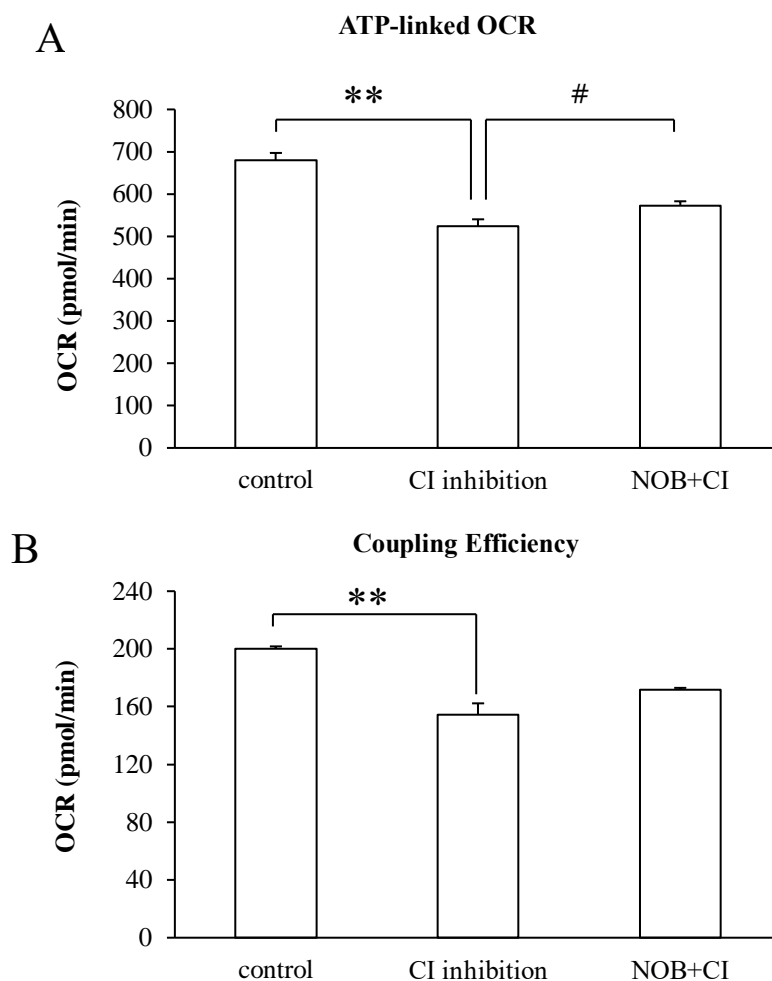 A
ATP-linked OCR
** #
OCR (pmol/min)
800
700
600
500
400
300
200
100
0
control CI inhibition NOB+CI
B
Coupling Efficiency
**
OCR (pmol/min)
240
200
160
120
80
40
0
control CI inhibition NOB+CI